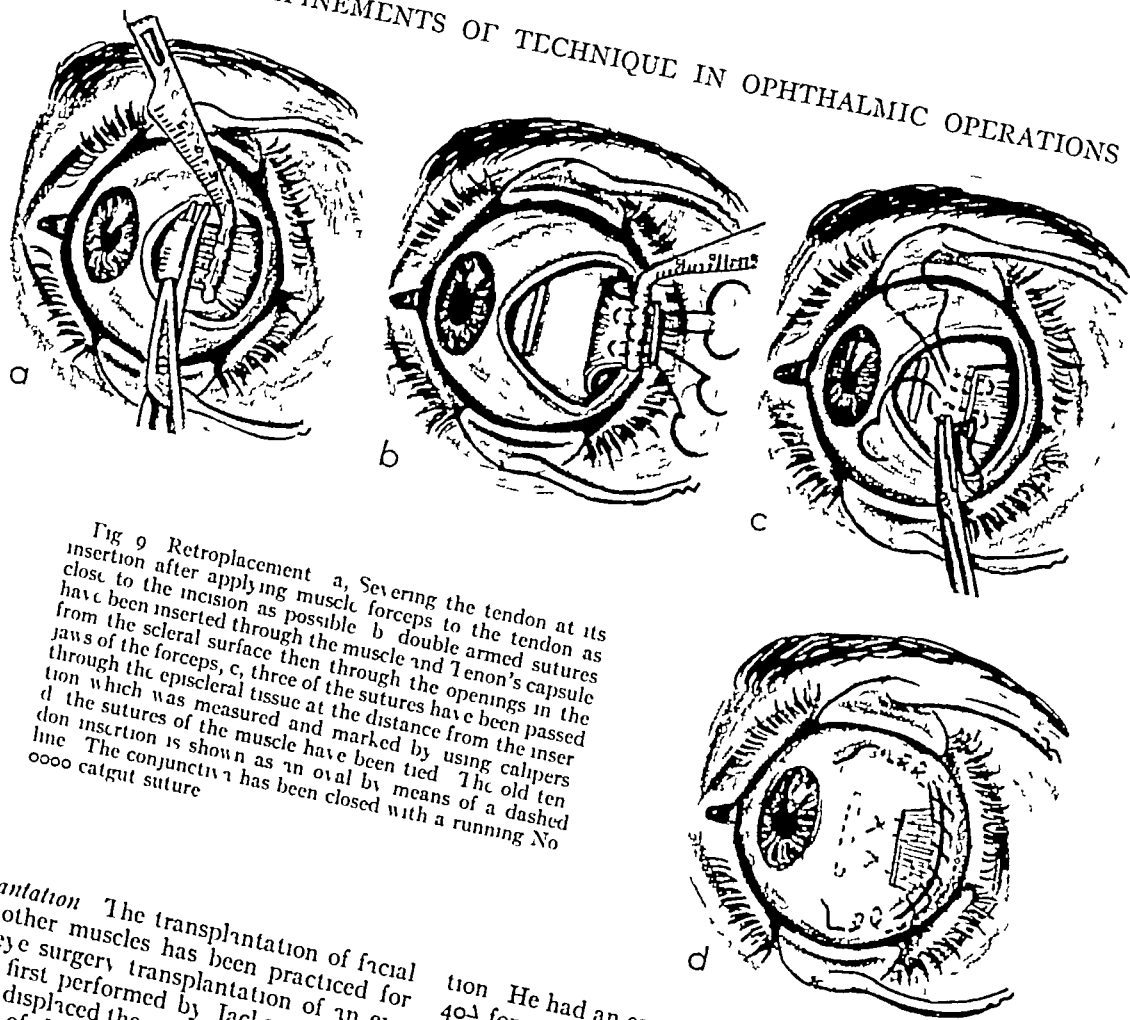 OF TECHNIQUE IN OPHTHALMIC OPERATIONS
a
b
c
Fig 9 Retroplacement a, Severing the tendon at its
insertion after applying muscle forceps to the tendon as
close to the incision as possible b double armed sutures
have been inserted through the muscle and Tenon's capsule
from the scleral surface then through the openings in the
jaws of the forceps, c, three of the sutures have been passed
through the episcleral tissue at the distance from the inser
tion which was measured and marked by using calipers
d the sutures of the muscle have been tied The old ten
don insertion is shown as an oval by means of a dashed
line The conjunctiva has been closed with a running No
0000 catgut suture
d
The transplantation of facial
other muscles has been practiced for
eye surgery transplantation of an
first performed by
displaced the
tion He had an